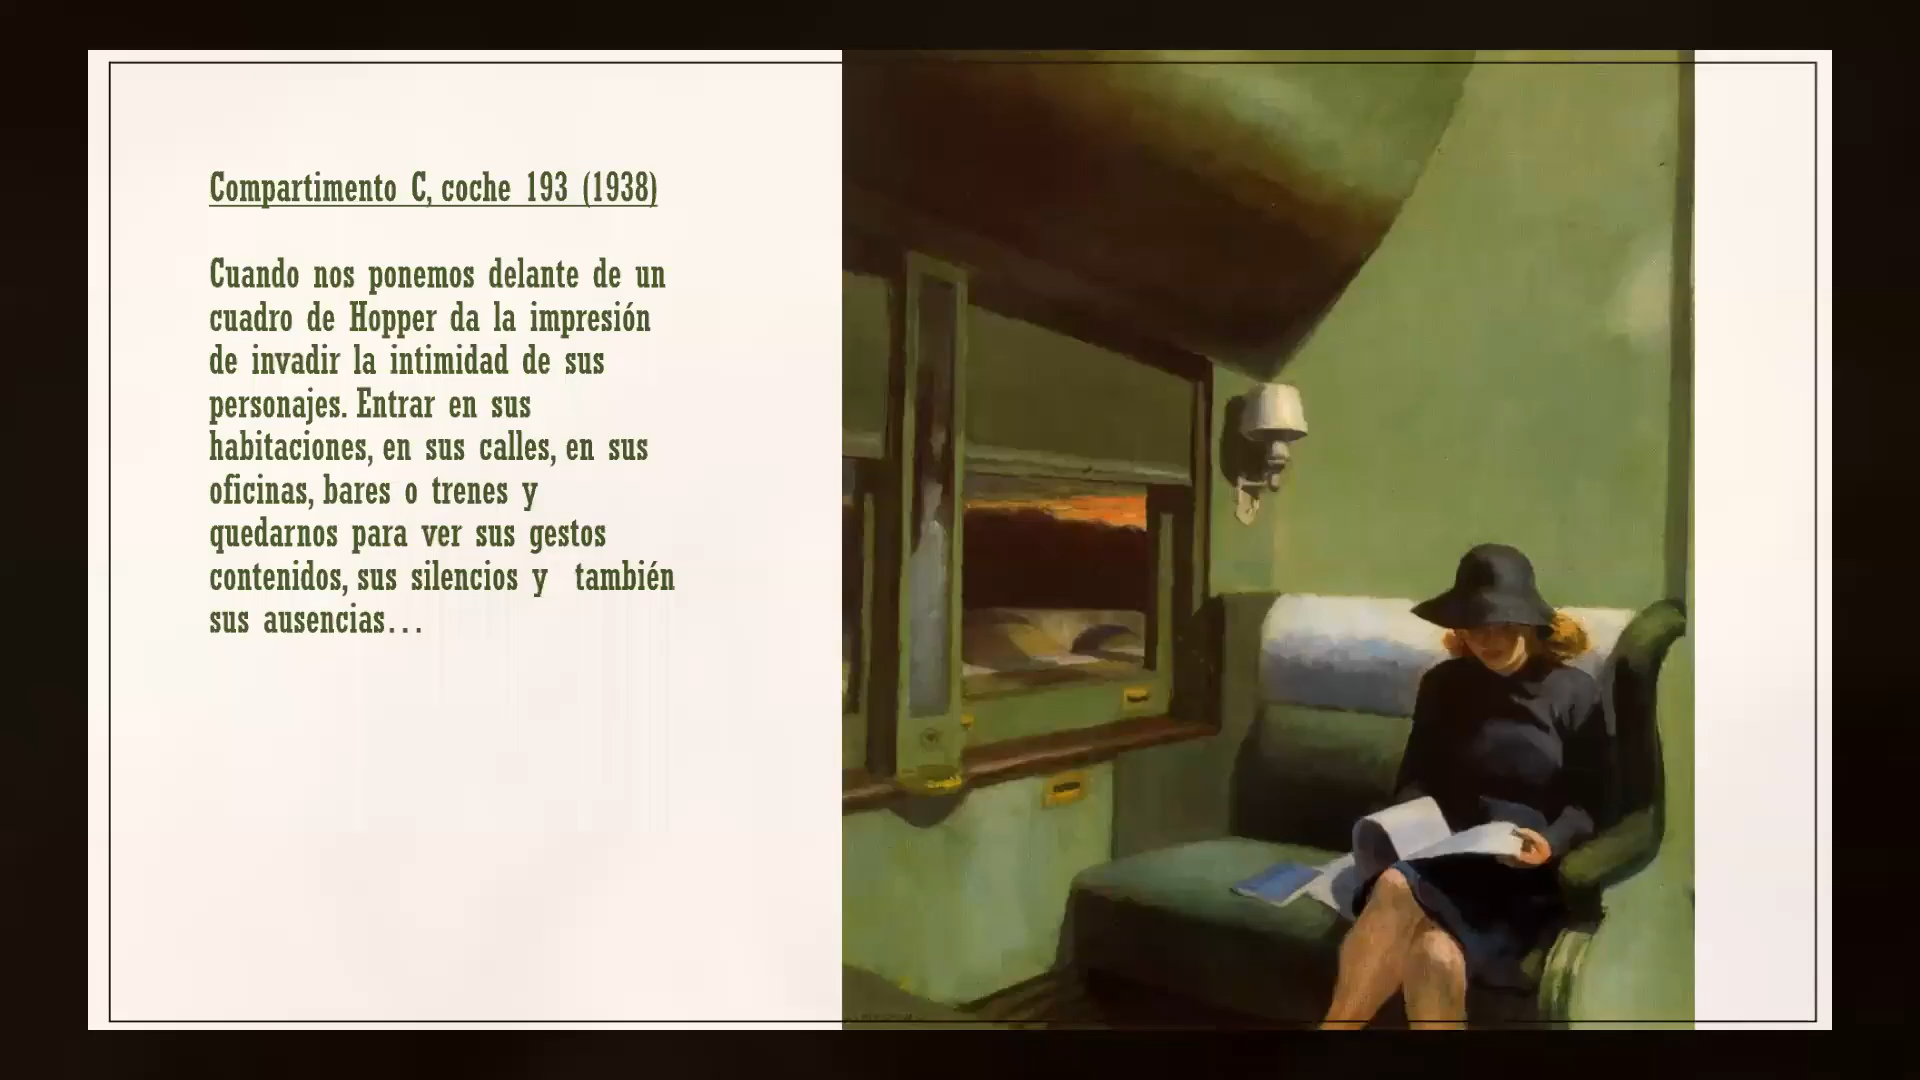 Compartimento C, coche 193 (1938)
Cuando nos ponemos delante de un
cuadro de Hopper da la impresión
de invadir la intimidad de sus
personajes. Entrar en sus
habitaciones, en sus calles, en sus
oficinas, bares o trenes y
quedarnos para ver sus gestos
contenidos, sus silencios y también
sus ausencias...